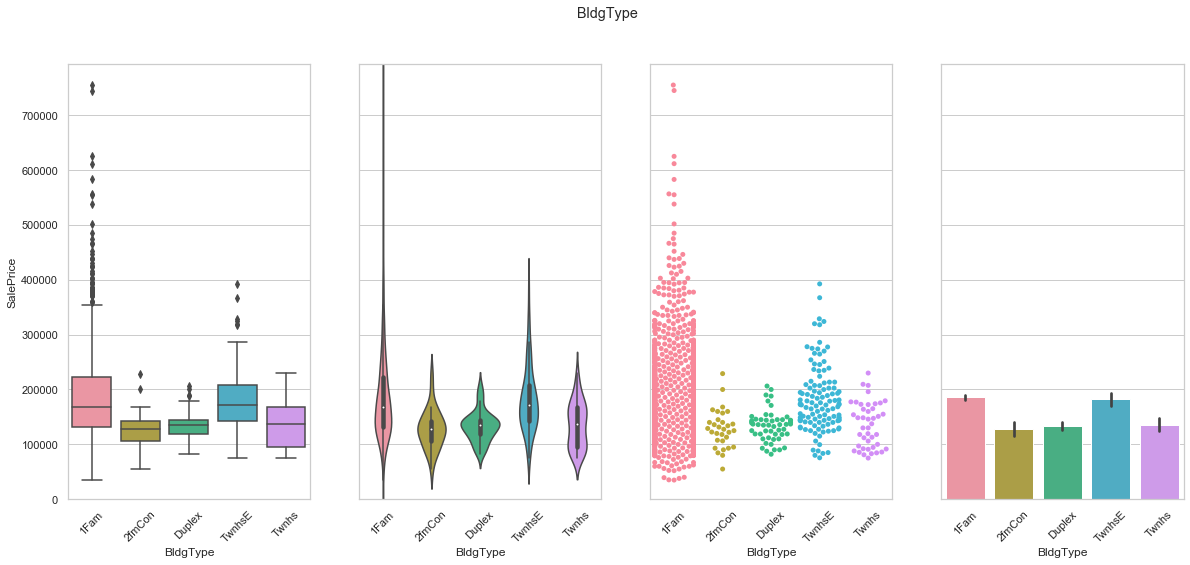 BldgType
SalePrice
700000
600000
500000
400000
300000
200000
100000
0
1Fam
2fmCon
Duplex
TwnhsE
Twnhs
BldgType
1Fam
2fmCon
Duplex
TwnhsE
Twnhs
BldgType
1Fam
2fmCon
Duplex
TwnhsE
Twnhs
BldgType
1Fam
2fmCon
Duplex
TwnhsE
Twnhs
BldgType